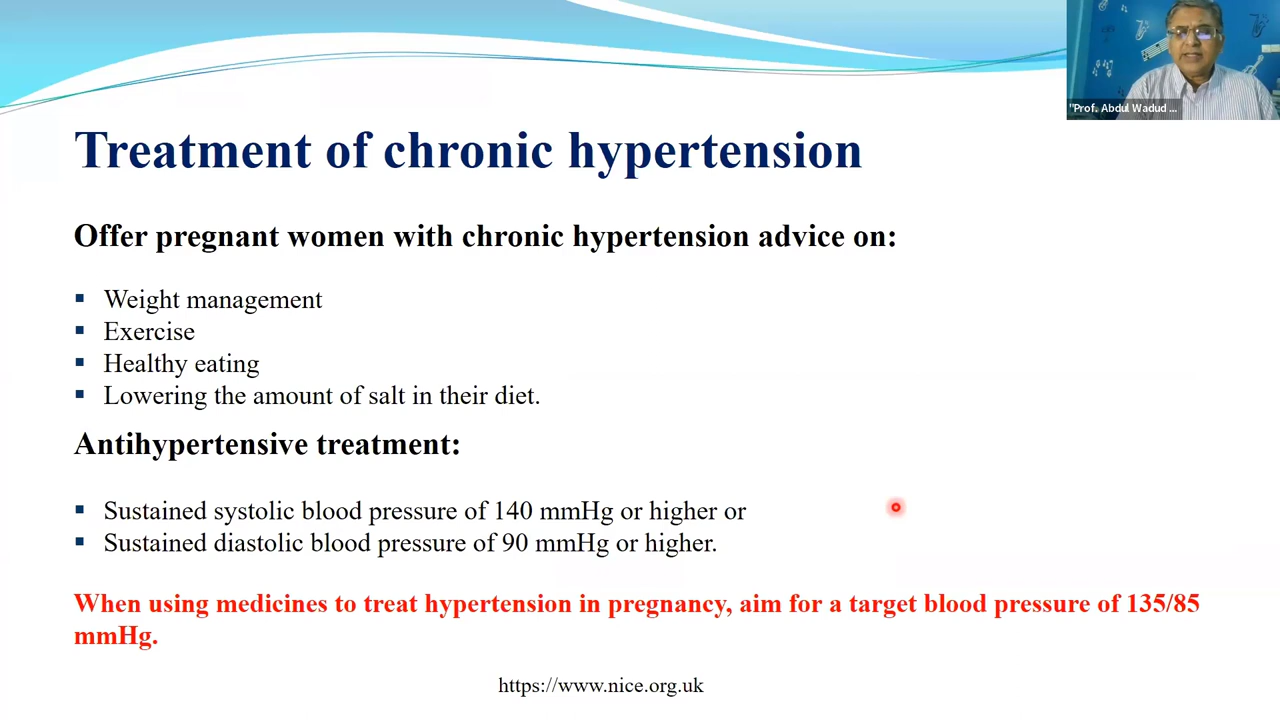 "Prof. Abdul Wadud ...
Treatment of chronic hypertension
Offer pregnant women with chronic hypertension advice on:
▪ Weight management
▪ Exercise
▪ Healthy eating
▪ Lowering the amount of salt in their diet.
Antihypertensive treatment:
▪ Sustained systolic blood pressure of 140 mmHg or higher or
▪ Sustained diastolic blood pressure of 90 mmHg or higher.
When using medicines to treat hypertension in pregnancy, aim for a target blood pressure of 135/85
mmHg.
https://www.nice.org.uk